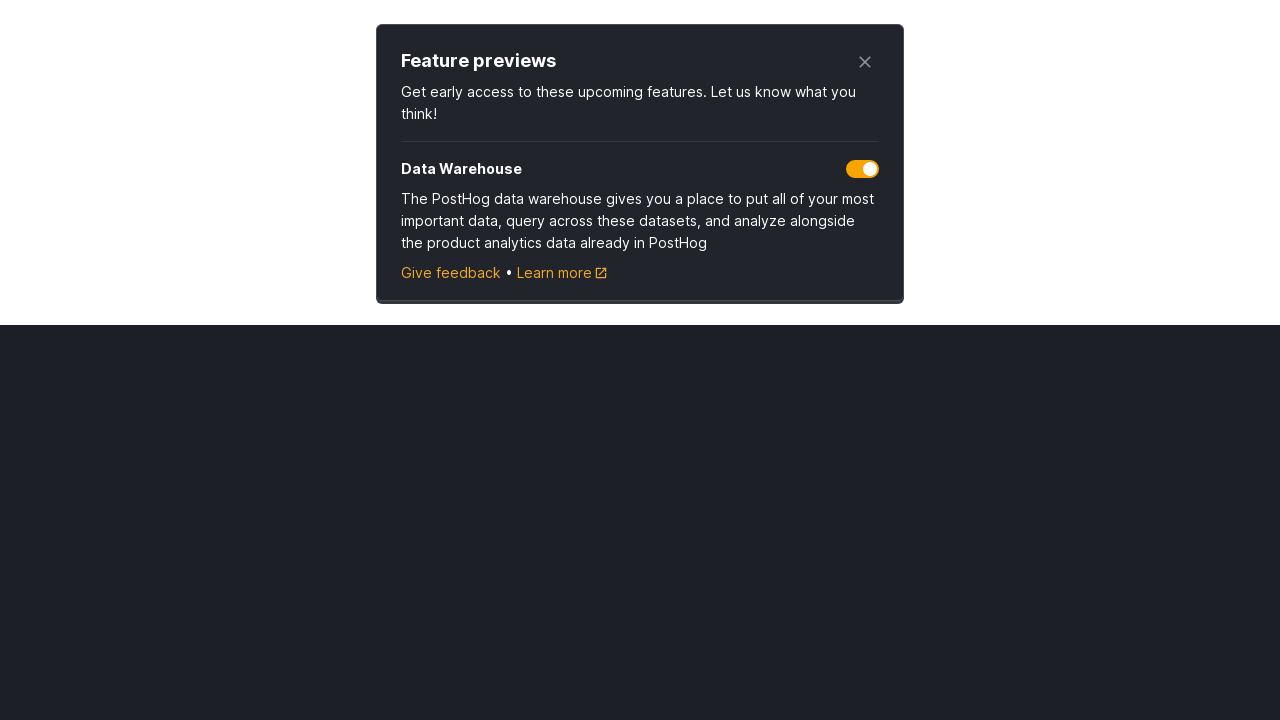 Feature previews
Get early access to these upcoming features. Let us know what you
think!
Data Warehouse
The PostHog data warehouse gives you a place to put all of your most
important data, query across these datasets, and analyze alongside
the product analytics data already in PostHog
Give feedback • Learn more